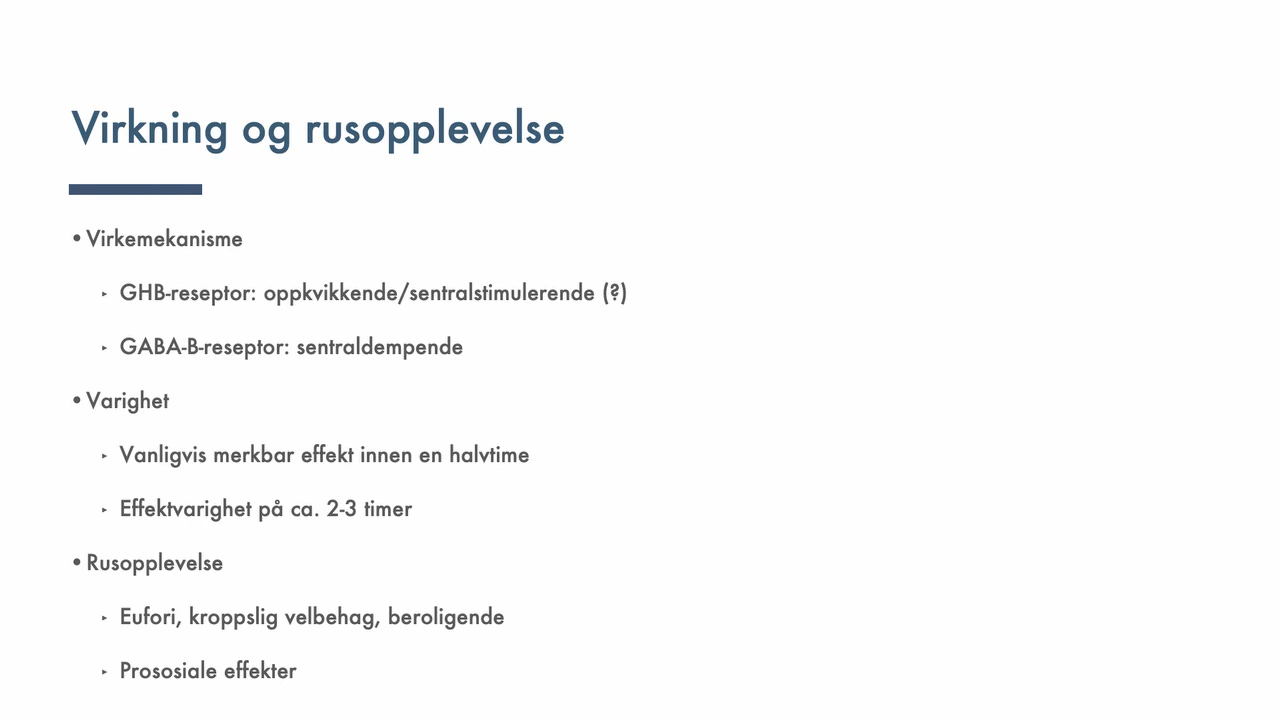 Virkning og rusopplevelse
• Virkemekanisme
▸ GHB-reseptor: oppkvikkende/sentralstimulerende (?)
▸ GABA-B-reseptor: sentraldempende
• Varighet
▸ Vanligvis merkbar effekt innen en halvtime
▸ Effektvarighet på ca. 2-3 timer
• Rusopplevelse
▸ Eufori, kroppslig velbehag, beroligende
▸ Prososiale effekter